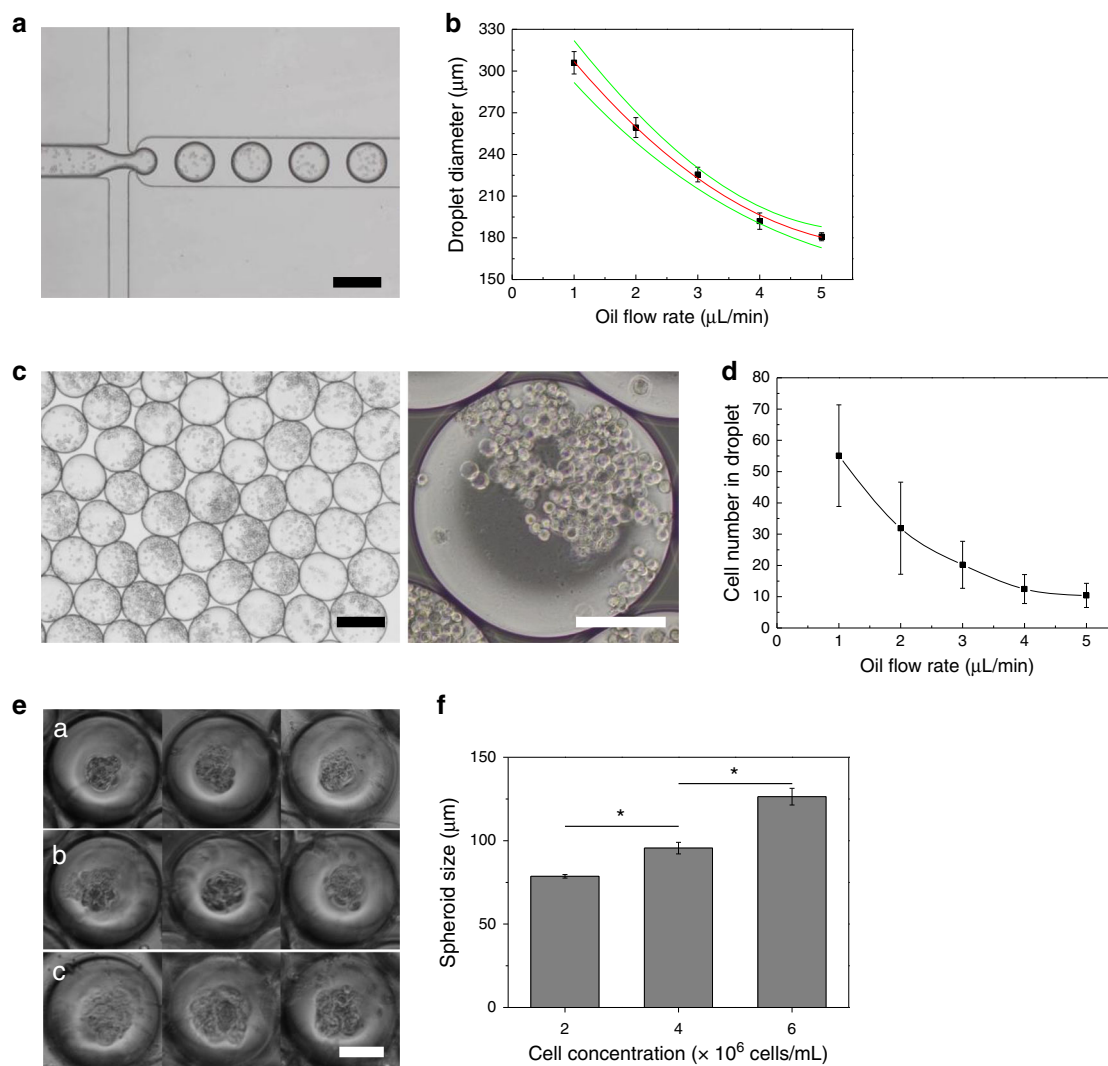 a
b
330
300
270
240
210
180
150
Droplet diameter (μm)
0
1
2
3
4
5
Oil flow rate (μL/min)
c
d
80
70
60
50
40
30
20
10
0
Cell number in droplet
0
1
2
3
4
5
Oil flow rate (μL/min)
e
a
b
c
f
150
100
50
0
Spheroid size (μm)
*
*
2
4
6
Cell concentration (× 10⁶ cells/mL)